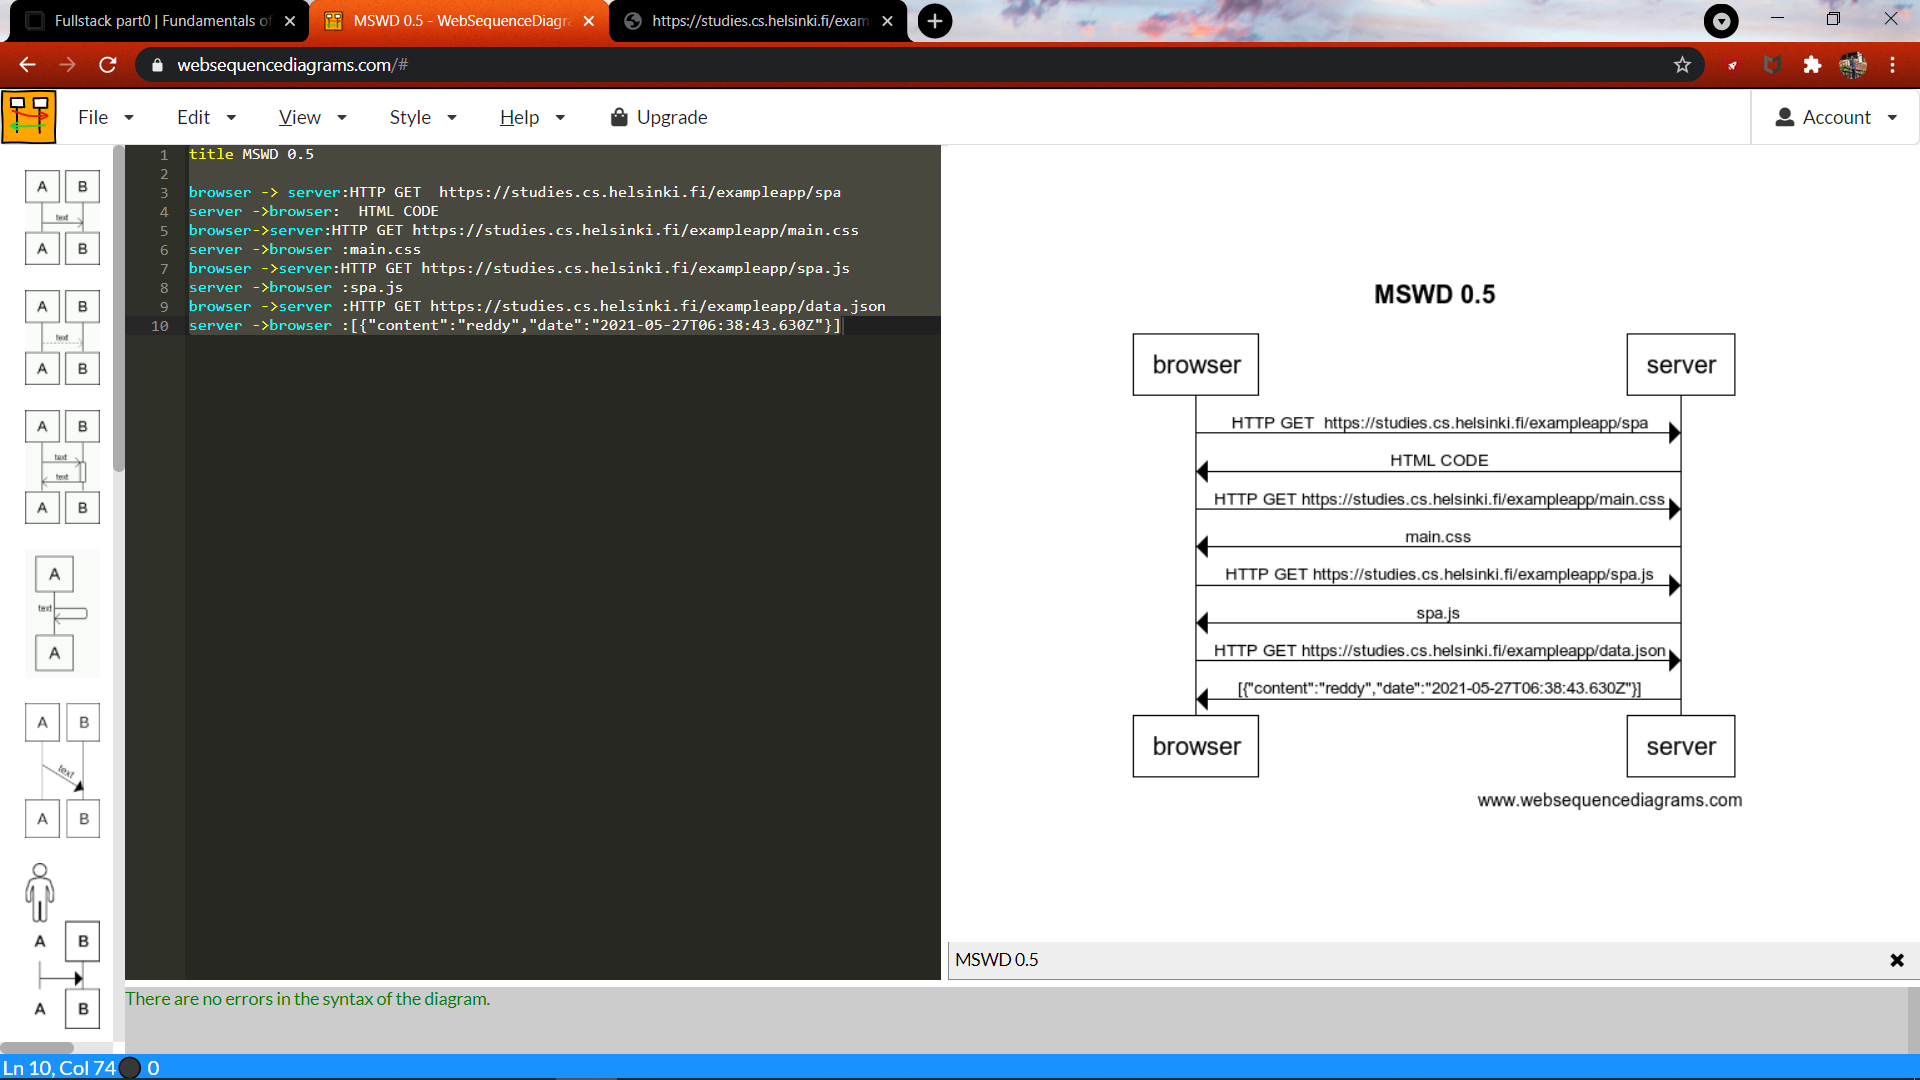 Fullstack part0 | Fundamentals of
MSWD 0.5 - WebSequenceDiagra
https://studies.cs.helsinki.fi/exam
websequencediagrams.com/#
File
Edit
View
Style
Help
Upgrade
Account
A B
text
A B
A B
text
A B
A B
text
text
A B
A
text
A
A B
text
A B
A B
A B
1 title MSWD 0.5
2
3 browser -> server:HTTP GET  https://studies.cs.helsinki.fi/exampleapp/spa
4 server ->browser:  HTML CODE
5 browser->server:HTTP GET https://studies.cs.helsinki.fi/exampleapp/main.css
6 server ->browser :main.css
7 browser ->server:HTTP GET https://studies.cs.helsinki.fi/exampleapp/spa.js
8 server ->browser :spa.js
9 browser ->server :HTTP GET https://studies.cs.helsinki.fi/exampleapp/data.json
10 server ->browser :[{"content":"reddy","date":"2021-05-27T06:38:43.630Z"}]
MSWD 0.5
browser server
HTTP GET  https://studies.cs.helsinki.fi/exampleapp/spa
HTML CODE
HTTP GET https://studies.cs.helsinki.fi/exampleapp/main.css
main.css
HTTP GET https://studies.cs.helsinki.fi/exampleapp/spa.js
spa.js
HTTP GET https://studies.cs.helsinki.fi/exampleapp/data.json
[{"content":"reddy","date":"2021-05-27T06:38:43.630Z"}]
browser server
www.websequencediagrams.com
MSWD 0.5
There are no errors in the syntax of the diagram.
Ln 10, Col 74 0